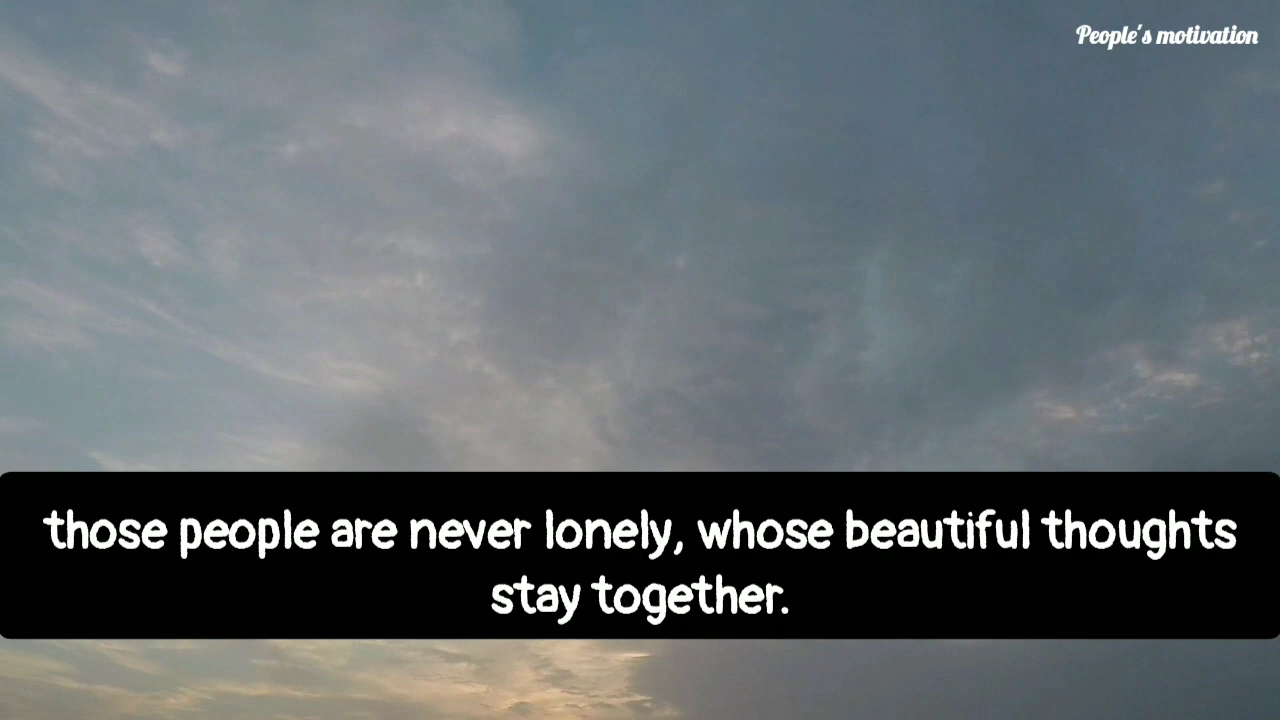 People's motivation
those people are never lonely, whose beautiful thoughts
stay together.